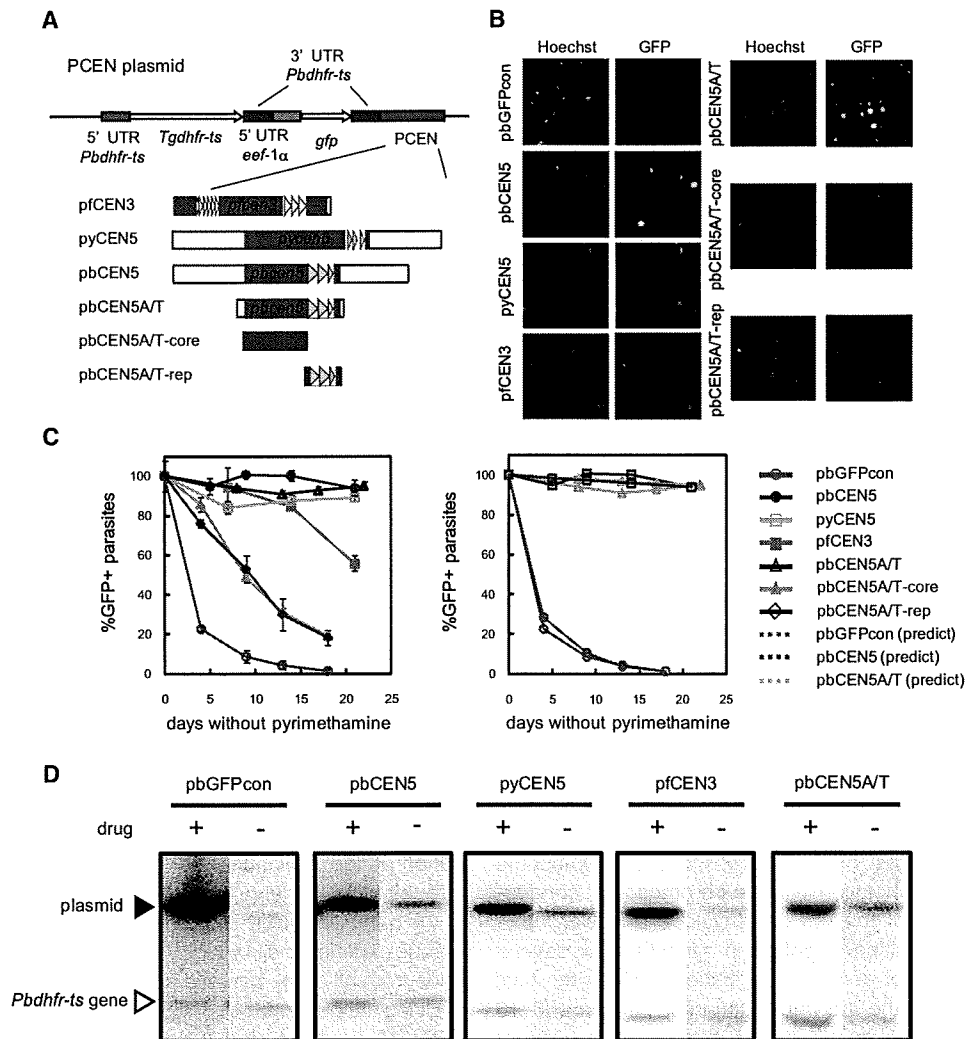 A
PCEN plasmid
3' UTR
Pbdhfr-ts
5' UTR
Pbdhfr-ts
Tgdhfr-ts
5' UTR
eef-1α
gfp
PCEN
pfCEN3
pyCEN5
pbCEN5
pbCEN5A/T
pbCEN5A/T-core
pbCEN5A/T-rep
B
Hoechst GFP
Hoechst GFP
pbGFPcon
pbCEN5
pyCEN5
pfCEN3
pbCEN5A/T
pbCEN5A/T-core
pbCEN5A/T-rep
C
%GFP+ parasites
100
80
60
40
20
0
0 5 10 15 20 25
days without pyrimethamine
%GFP+ parasites
100
80
60
40
20
0
0 5 10 15 20 25
days without pyrimethamine
pbGFPcon
pbCEN5
pyCEN5
pfCEN3
pbCEN5A/T
pbCEN5A/T-core
pbCEN5A/T-rep
pbGFPcon (predict)
pbCEN5 (predict)
pbCEN5A/T (predict)
D
pbGFPcon pbCEN5 pyCEN5 pfCEN3 pbCEN5A/T
drug + - + - + - + - + -
plasmid
Pbdhfr-ts gene